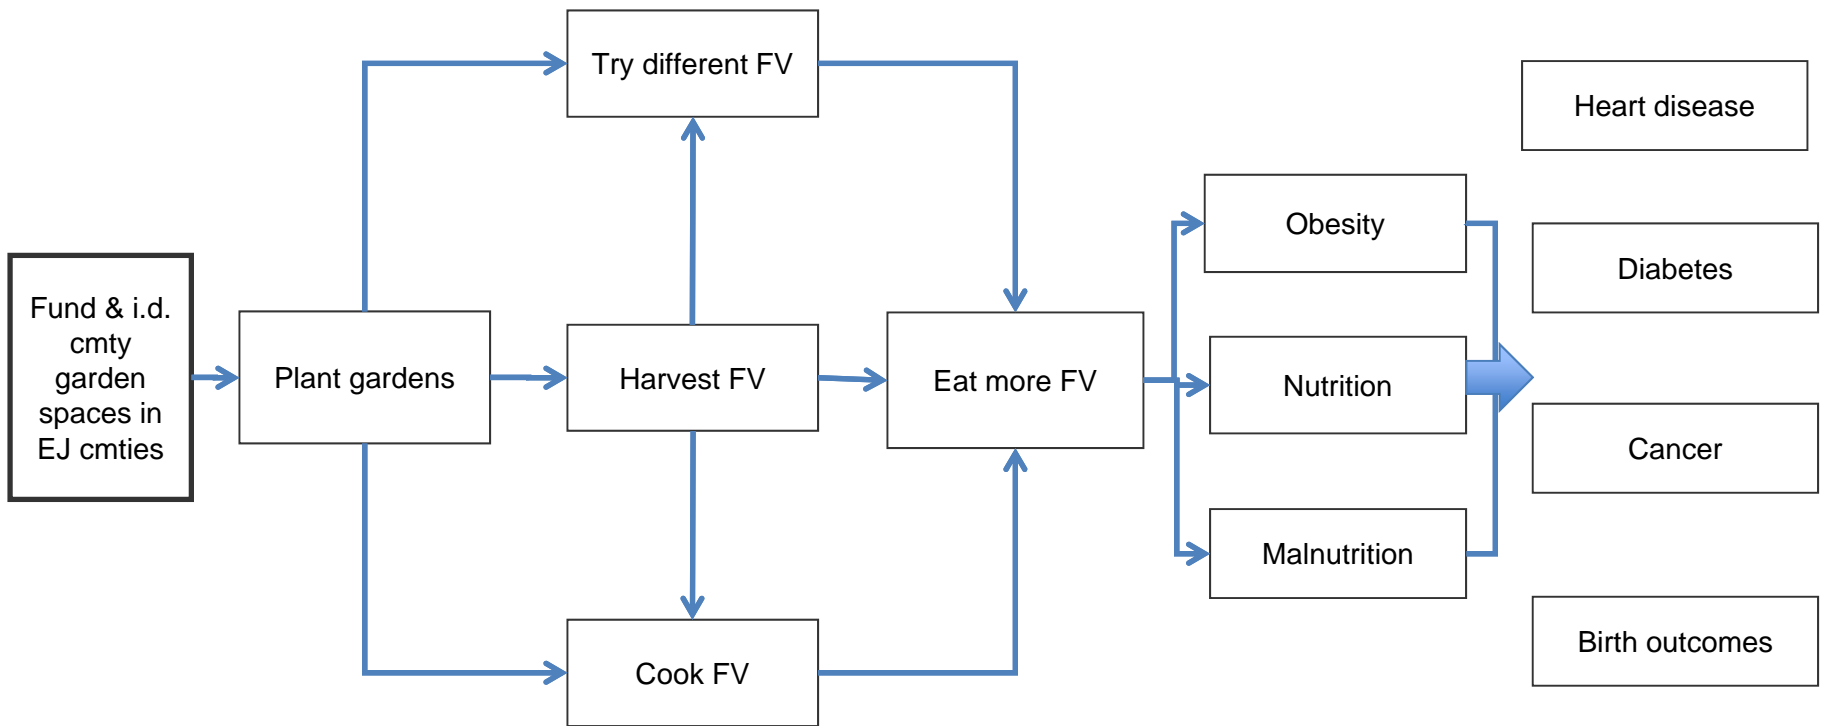 Fund & i.d.
cmty
garden
spaces in
EJ cmties
Plant gardens
Try different FV
Harvest FV
Cook FV
Eat more FV
Obesity
Nutrition
Malnutrition
Heart disease
Diabetes
Cancer
Birth outcomes